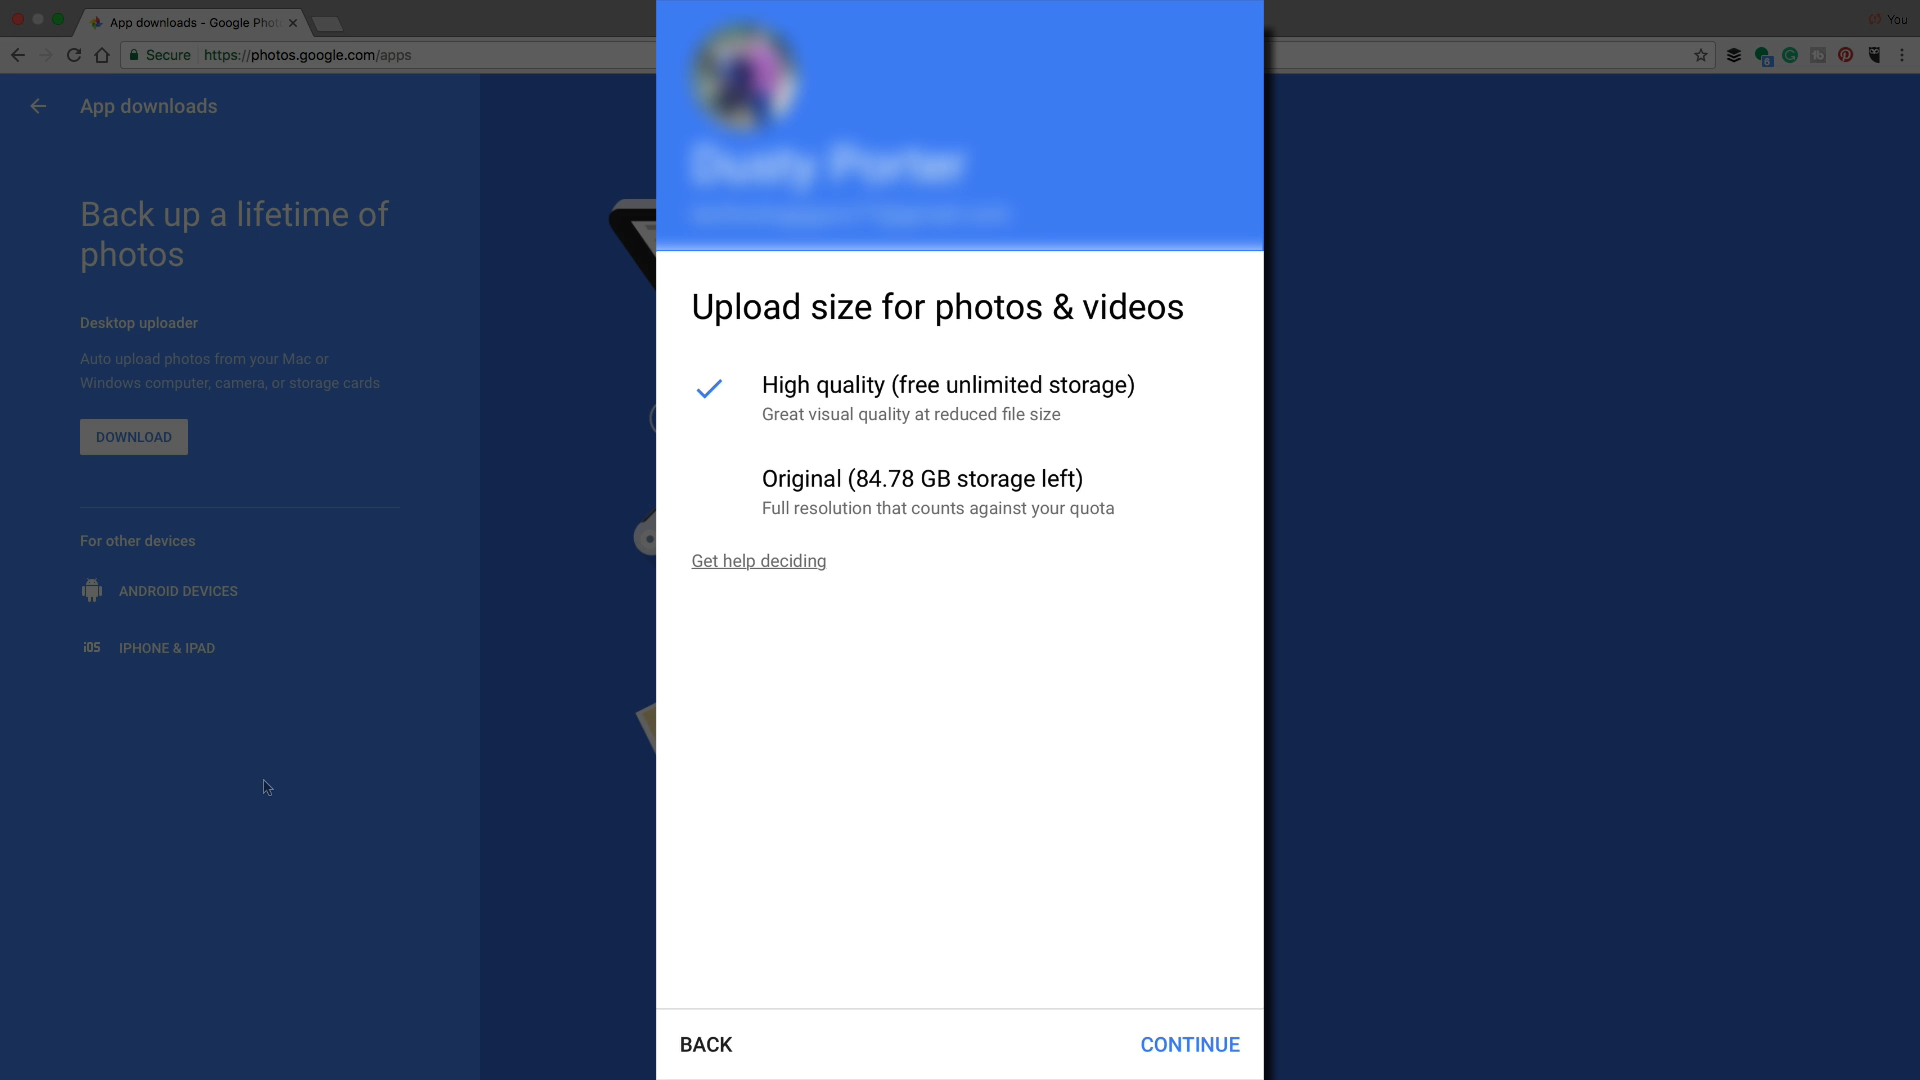 App downloads - Google Phot
You
Secure
https://photos.google.com/apps
6
App downloads
Back up a lifetime of
photos
Desktop uploader
Auto upload photos from your Mac or
Windows computer, camera, or storage cards
DOWNLOAD
For other devices
ANDROID DEVICES
iOS IPHONE & IPAD
Upload size for photos & videos
High quality (free unlimited storage)
Great visual quality at reduced file size
Original (84.78 GB storage left)
Full resolution that counts against your quota
Get help deciding
BACK
CONTINUE